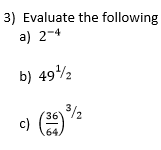 3) Evaluate the following
a) 2⁻⁴
b) 49^½
c) (36/64)^3/2